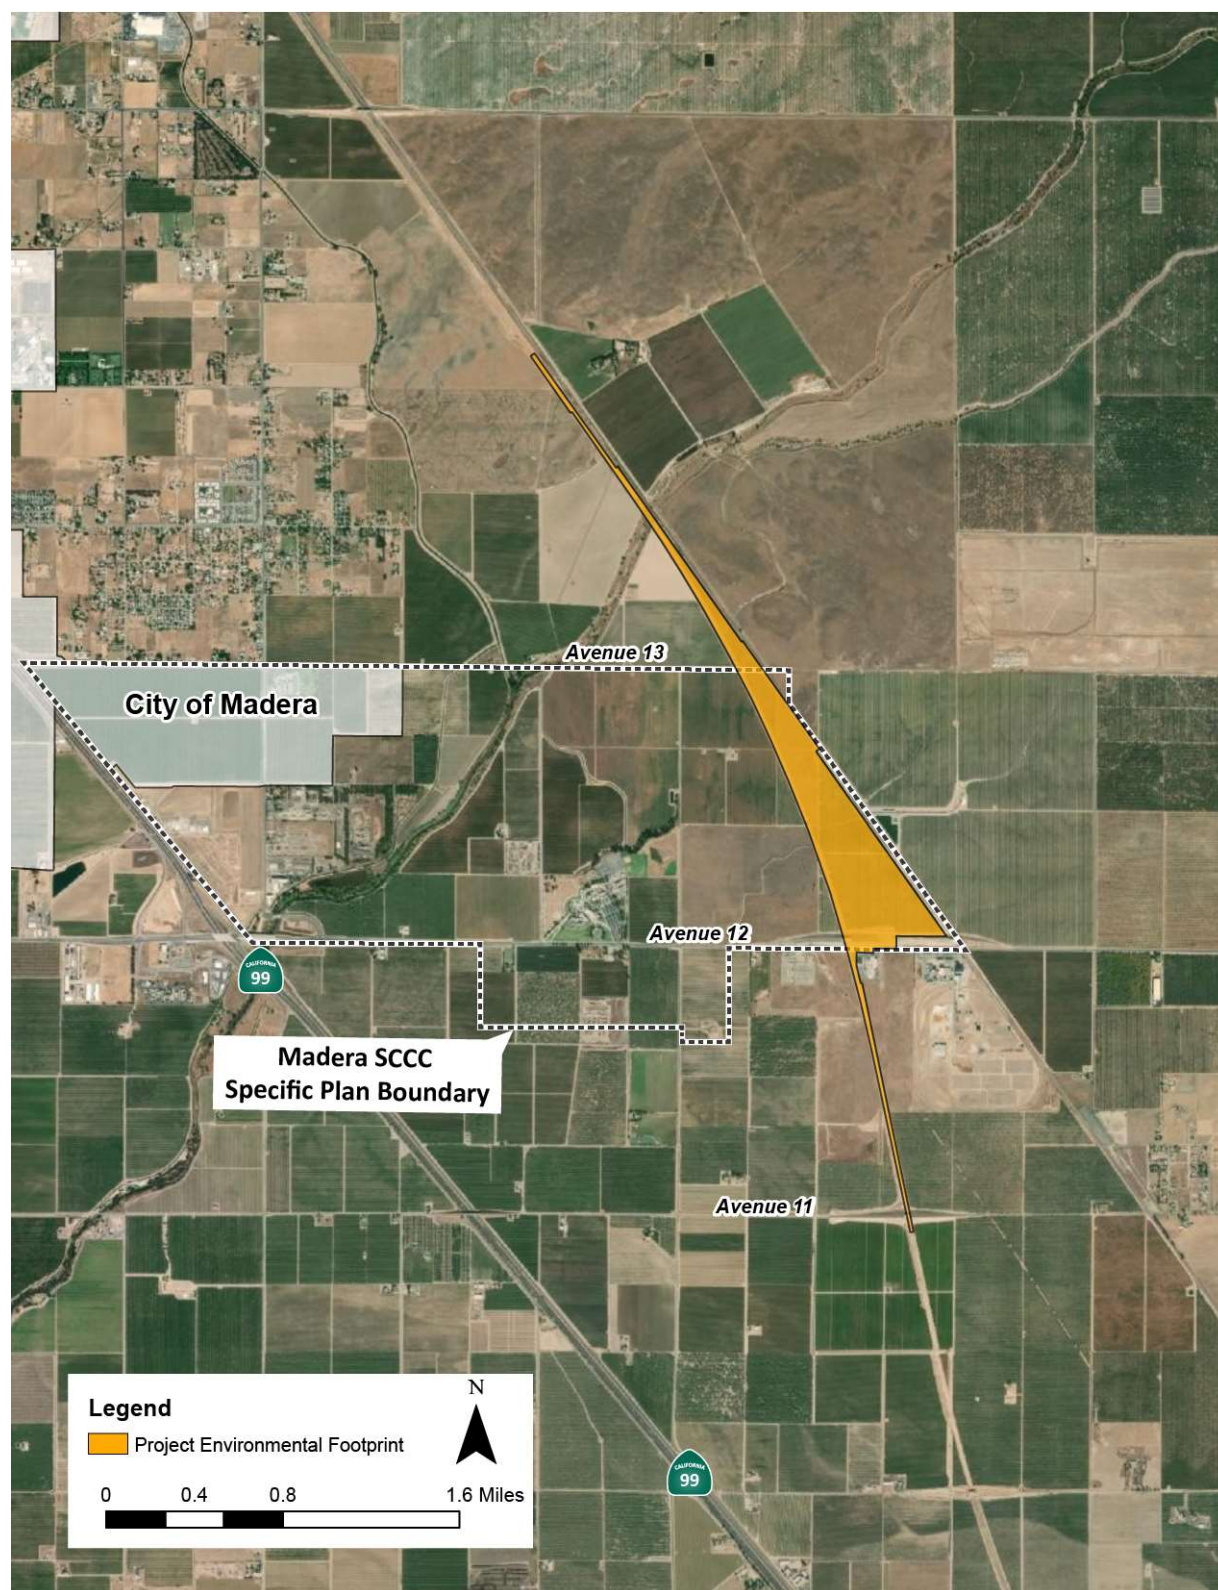 Avenue 13
City of Madera
Avenue 12
CALIFORNIA
99
Madera SCCC
Specific Plan Boundary
Avenue 11
Legend
N
Project Environmental Footprint
0 0.4 0.8 1.6 Miles
CALIFORNIA
99